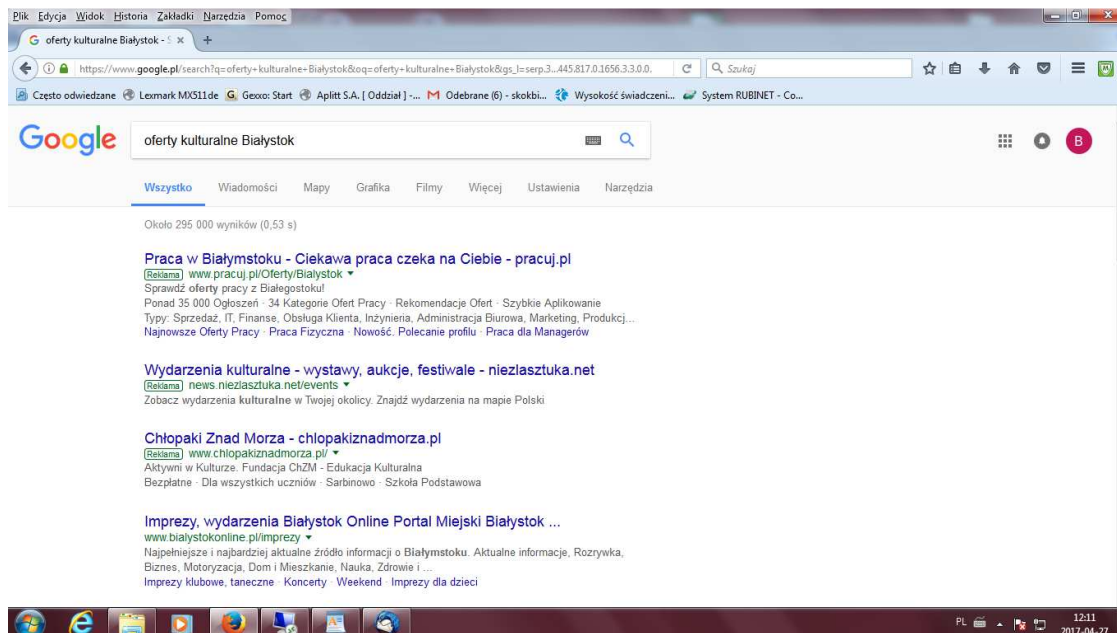 Plik Edycja Widok Historia Zakładki Narzędzia Pomoc
oferty kulturalne Białystok - S
https://www.google.pl/search?q=oferty+kulturalne+Białystok&oq=oferty+kulturalne+Białystok&gs_l=serp.3...445.817.0.1656.3.3.0.0. Szukaj
Często odwiedzane Lexmark MX511de Gexxo: Start Aplitt S.A. [ Oddział ] -... Odebrane (6) - skokbi... Wysokość świadczeni... System RUBINET - Co...
Google oferty kulturalne Białystok B
Wszystko Wiadomości Mapy Grafika Filmy Więcej Ustawienia Narzędzia
Około 295 000 wyników (0,53 s)
Praca w Białymstoku - Ciekawa praca czeka na Ciebie - pracuj.pl
Reklama www.pracuj.pl/Oferty/Bialystok
Sprawdź oferty pracy z Białegostoku!
Ponad 35 000 Ogłoszeń · 34 Kategorie Ofert Pracy · Rekomendacje Ofert · Szybkie Aplikowanie
Typy: Sprzedaż, IT, Finanse, Obsługa Klienta, Inżynieria, Administracja Biurowa, Marketing, Produkcj...
Najnowsze Oferty Pracy · Praca Fizyczna · Nowość. Polecanie profilu · Praca dla Managerów
Wydarzenia kulturalne - wystawy, aukcje, festiwale - niezlasztuka.net
Reklama news.niezlasztuka.net/events
Zobacz wydarzenia kulturalne w Twojej okolicy. Znajdź wydarzenia na mapie Polski
Chłopaki Znad Morza - chlopakiznadmorza.pl
Reklama www.chlopakiznadmorza.pl/
Aktywni w Kulturze. Fundacja ChZM - Edukacja Kulturalna
Bezpłatne · Dla wszystkich uczniów · Sarbinowo · Szkoła Podstawowa
Imprezy, wydarzenia Białystok Online Portal Miejski Białystok ...
www.bialystokonline.pl/imprezy
Najpełniejsze i najbardziej aktualne źródło informacji o Białymstoku. Aktualne informacje, Rozrywka,
Biznes, Motoryzacja, Dom i Mieszkanie, Nauka, Zdrowie i ...
Imprezy klubowe, taneczne · Koncerty · Weekend · Imprezy dla dzieci
PL 12:11
2017-04-27